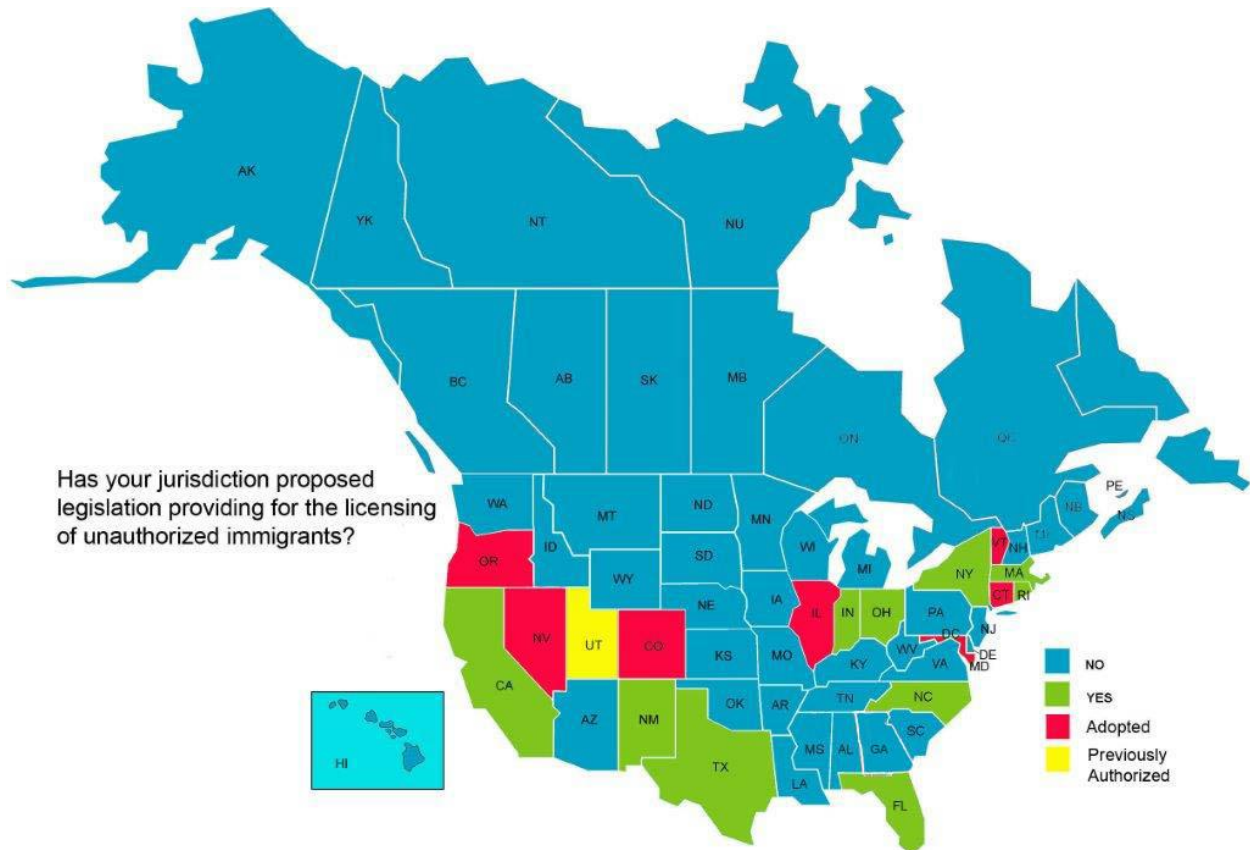 AK
YK
NT
NU
BC
AB
SK
MB
ON
QC
Has your jurisdiction proposed
legislation providing for the licensing
of unauthorized immigrants?
WA
MT
ND
MN
ID
OR
WY
SD
WI
MI
NE
IA
NV
UT
CO
CA
KS
MO
IL
IN
OH
KY
WV
VA
PA
NY
VT
NH
ME
NB
PE
NS
MA
CT
RI
NJ
DC
DE
MD
AZ
NM
OK
AR
TN
NC
SC
TX
LA
MS
AL
GA
FL
HI
NO
YES
Adopted
Previously
Authorized